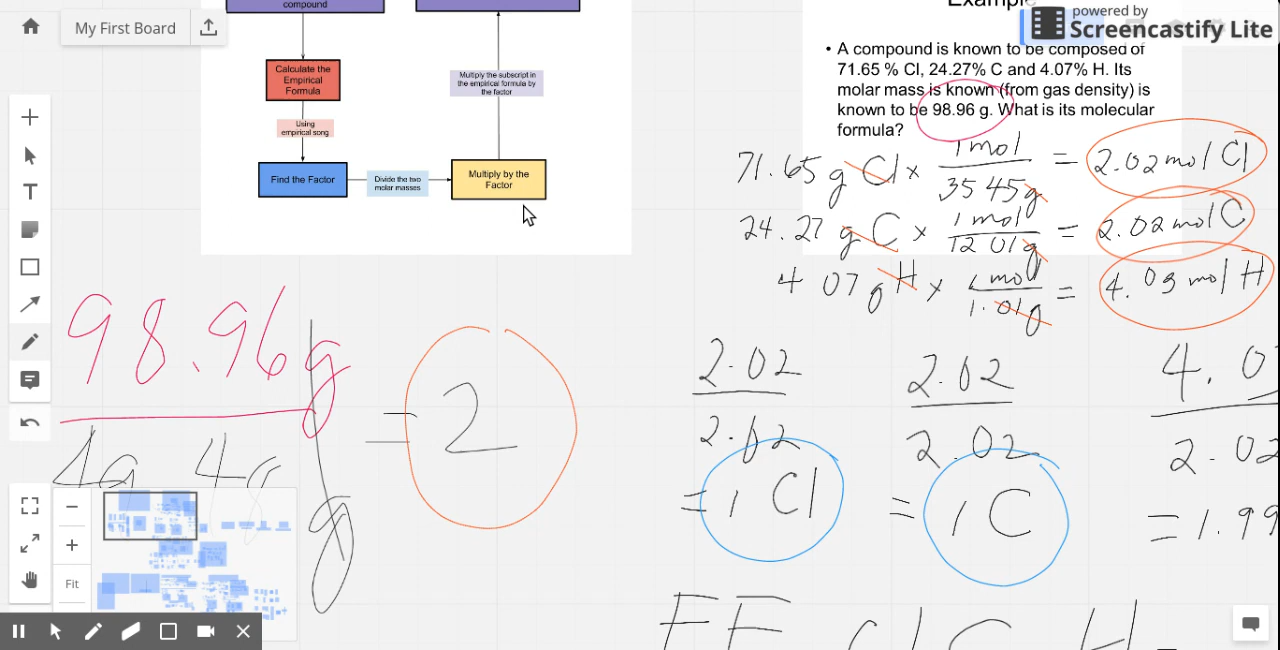 compound
Example
powered by
Screencastify Lite
My First Board
Calculate the
Empirical
Formula
Using
empirical song
Find the Factor
Divide the two
molar masses
Multiply by the
Factor
Multiply the subscript in
the empirical formula by
the factor
• A compound is known to be composed of
71.65 % Cl, 24.27% C and 4.07% H. Its
molar mass is known (from gas density) is
known to be 98.96 g. What is its molecular
formula?
71.65 g Cl × 1 mol / 35.45 g = 2.02 mol Cl
24.27 g C × 1 mol / 12.01 g = 2.02 mol C
4.07 g H × 1 mol / 1.01 g = 4.03 mol H
98.96 g
= 2
2.02 / 2.02 = 1 Cl
2.02 / 2.02 = 1 C
4.0
2.02
= 1.99
EF
Cl C H
T
Fit